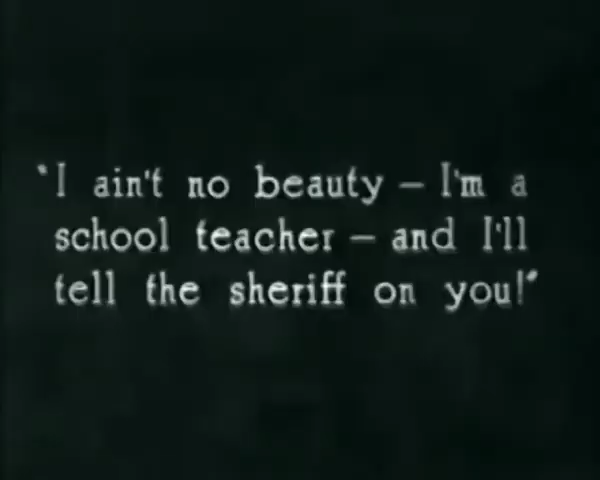 "I ain't no beauty – I'm a
school teacher – and I'll
tell the sheriff on you!"